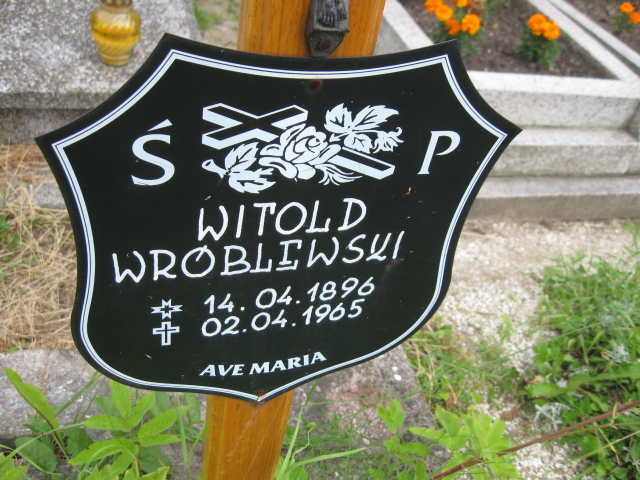 Ś P
WITOLD
WRÓBLEWSKI
14.04.1896
02.04.1965
AVE MARIA